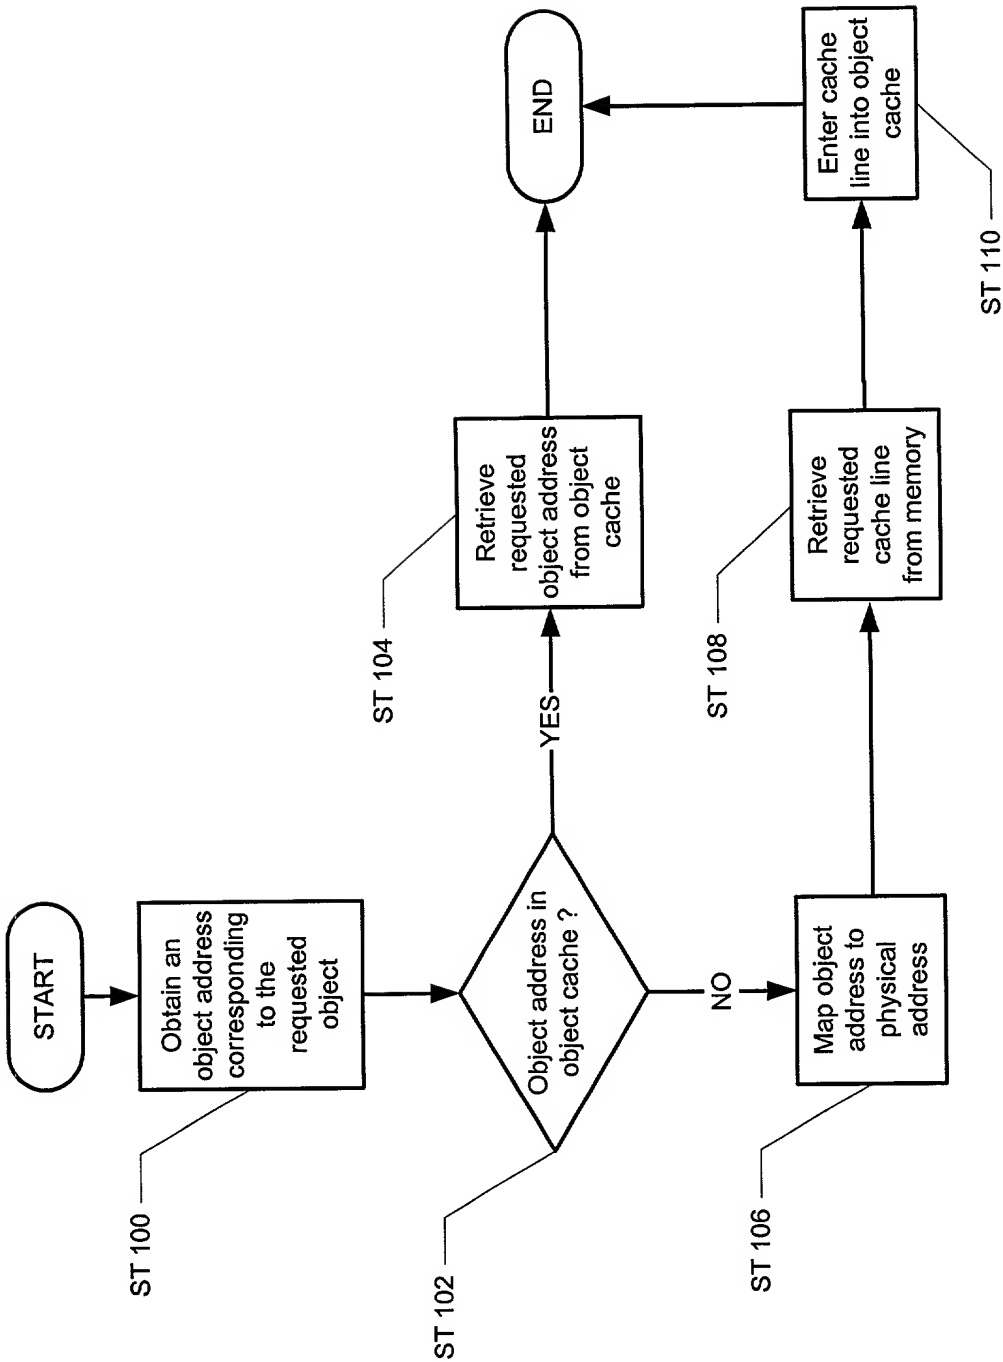 START
Obtain an
object address
corresponding
to the
requested
object
ST 100
Object address in
object cache ?
ST 102
YES
Retrieve
requested
object address
from object
cache
ST 104
END
NO
Map object
address to
physical
address
ST 106
Retrieve
requested
cache line
from memory
ST 108
Enter cache
line into object
cache
ST 110